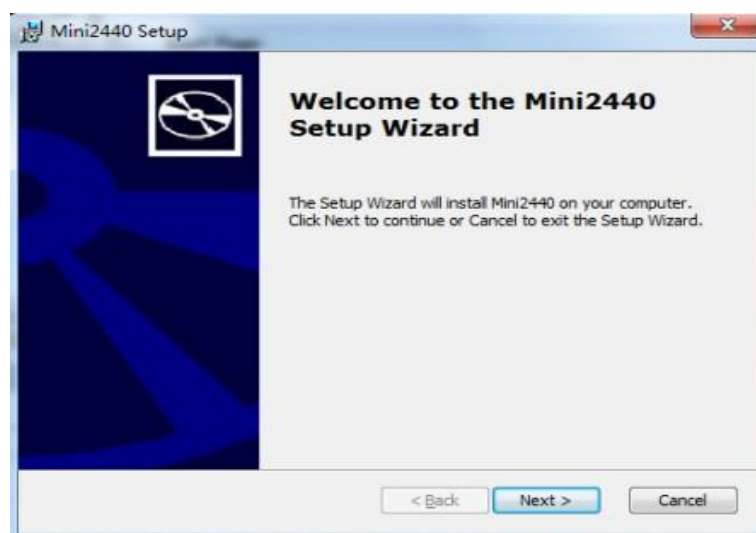 Mini2440 Setup
Welcome to the Mini2440
Setup Wizard
The Setup Wizard will install Mini2440 on your computer.
Click Next to continue or Cancel to exit the Setup Wizard.
< Back
Next >
Cancel